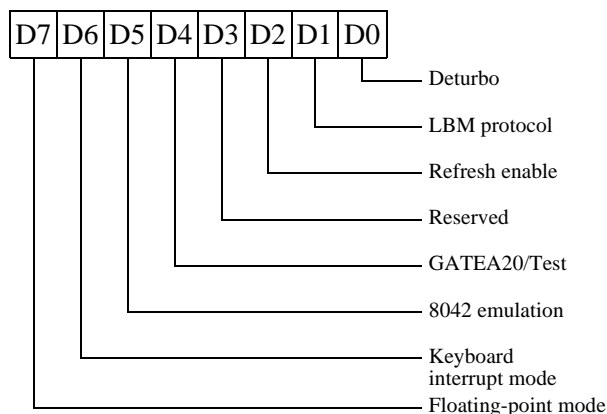 D7 D6 D5 D4 D3 D2 D1 D0
Deturbo
LBM protocol
Refresh enable
Reserved
GATEA20/Test
8042 emulation
Keyboard
interrupt mode
Floating-point mode